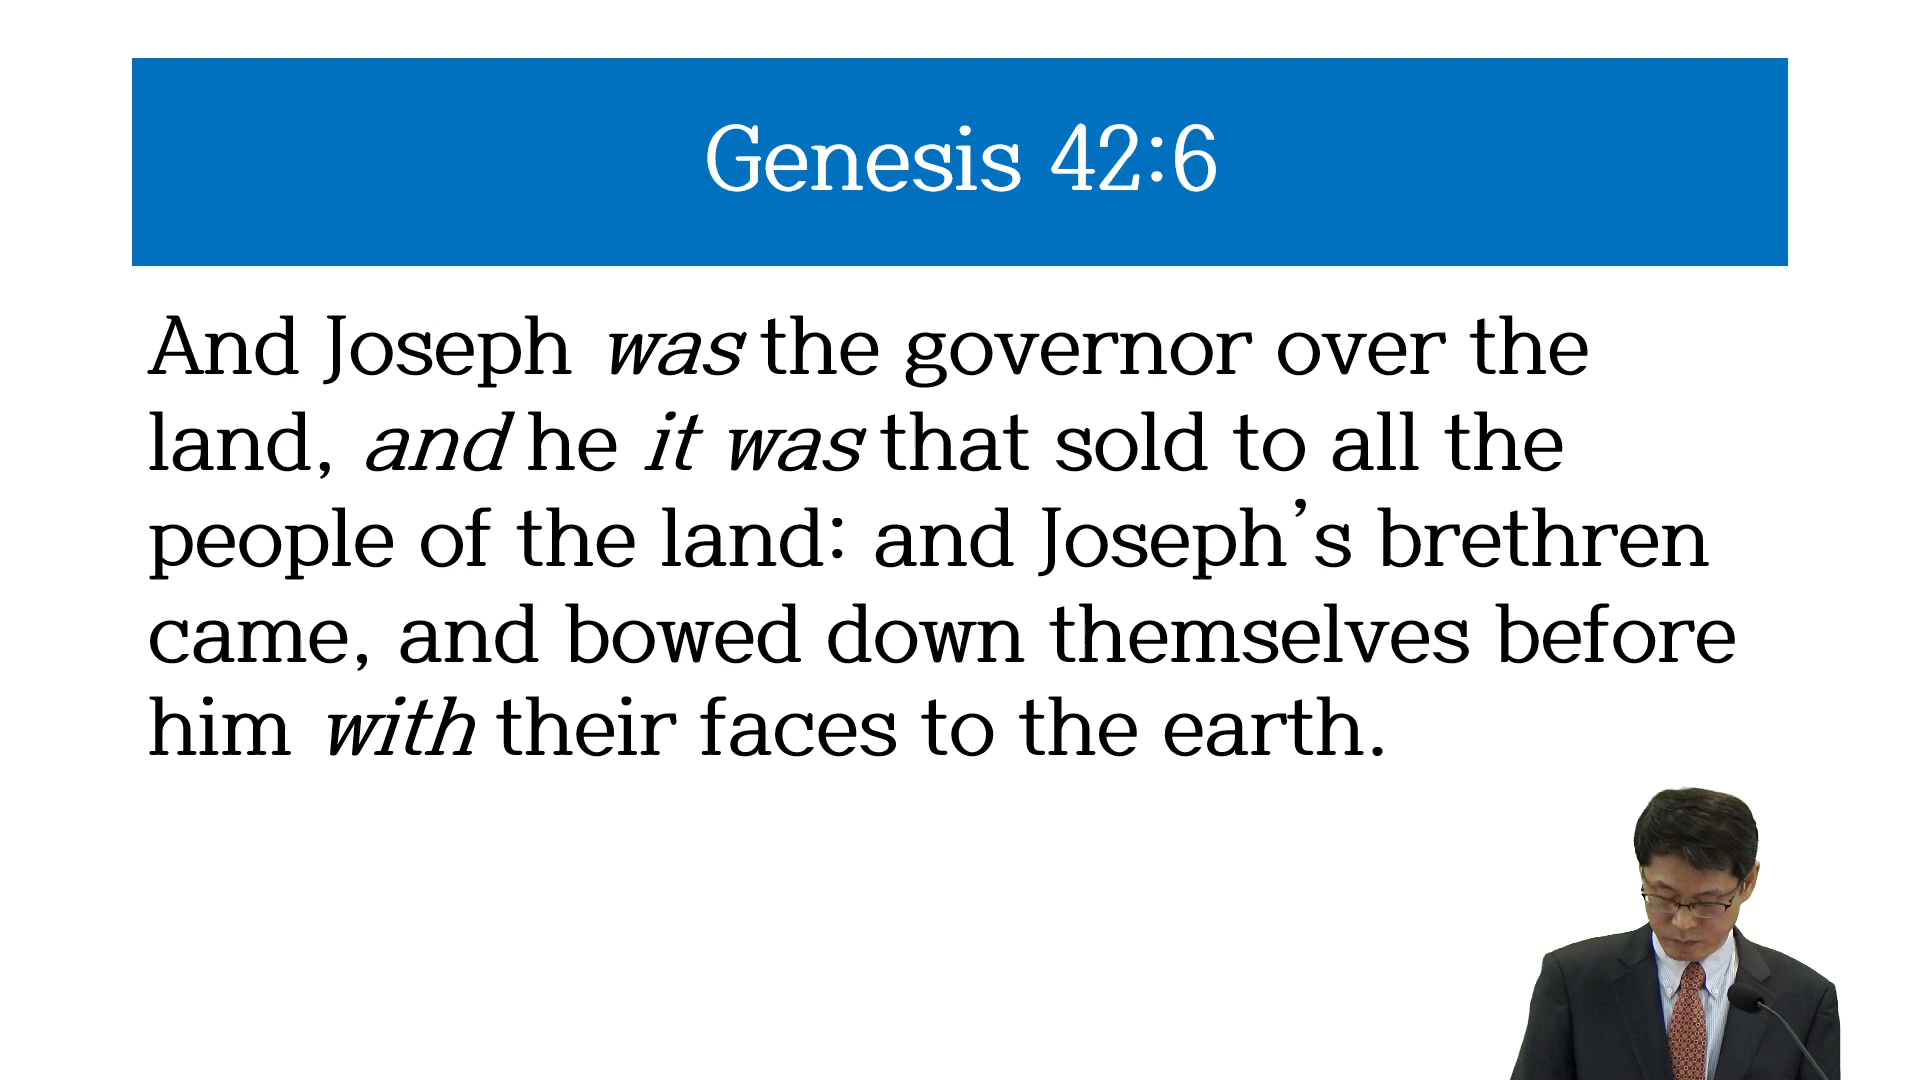 Genesis 42:6
And Joseph was the governor over the
land, and he it was that sold to all the
people of the land: and Joseph’s brethren
came, and bowed down themselves before
him with their faces to the earth.